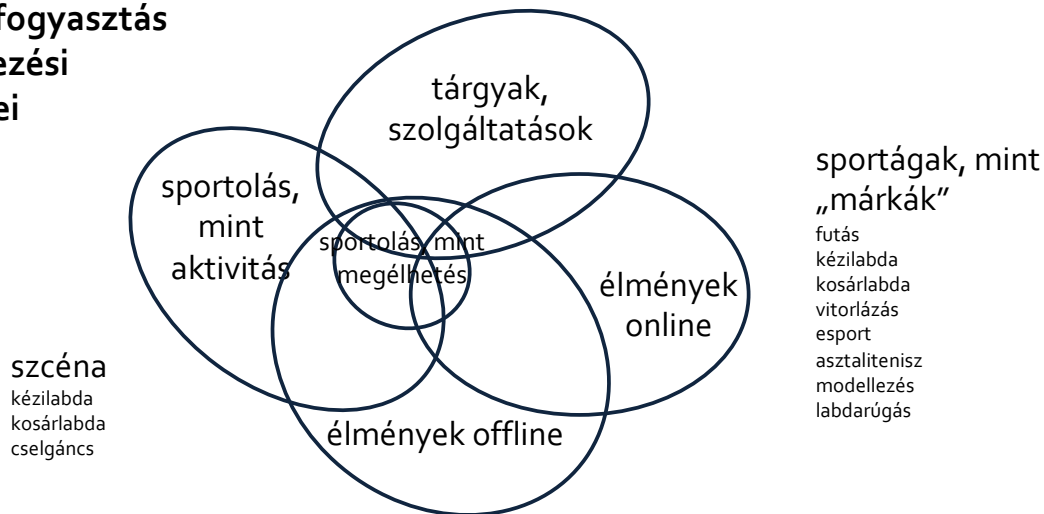 fogyasztás
ezési
ei
tárgyak,
szolgáltatások
sportolás,
mint
aktivitás
sportolás, mint
megélhetés
élmények
online
élmények offline
szcéna
kézilabda
kosárlabda
cselgáncs
sportágak, mint
„márkák”
futás
kézilabda
kosárlabda
vitorlázás
esport
asztalitenisz
modellezés
labdarúgás